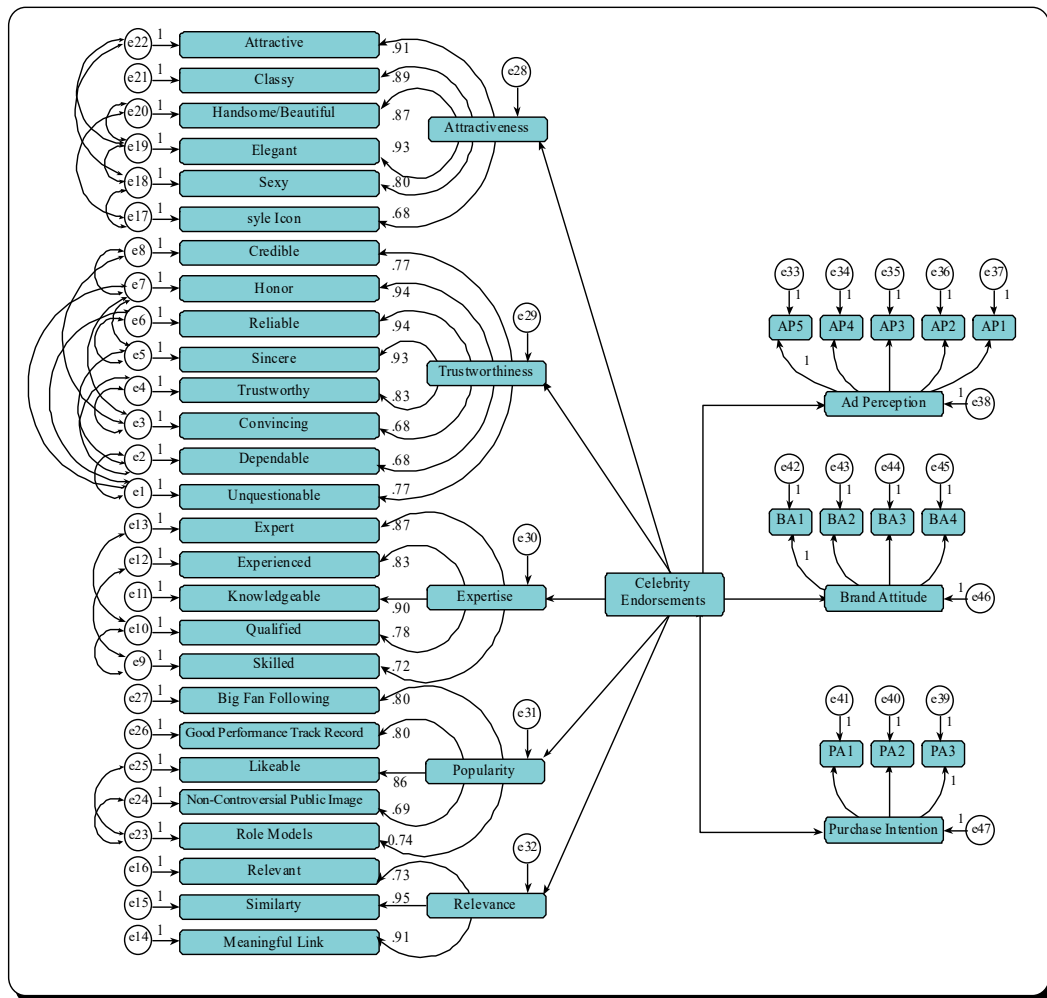 e22 1 Attractive .91
e21 1 Classy .89
e20 1 Handsome/Beautiful .87
e19 1 Elegant .93
e18 1 Sexy .80
e17 1 syle Icon .68
e28
Attractiveness
e8 1 Credible .77
e7 1 Honor .94
e6 1 Reliable .94
e5 1 Sincere .93
e4 1 Trustworthy .83
e3 1 Convincing .68
e2 1 Dependable .68
e1 1 Unquestionable .77
e29
Trustworthiness
e13 1 Expert .87
e12 1 Experienced .83
e11 1 Knowledgeable .90
e10 1 Qualified .78
e9 1 Skilled .72
e30
Expertise
e27 1 Big Fan Following .80
e26 1 Good Performance Track Record .80
e25 1 Likeable 86
e24 1 Non-Controversial Public Image .69
e23 1 Role Models 0.74
e31
Popularity
e16 1 Relevant .73
e15 1 Similarty .95
e14 1 Meaningful Link .91
e32
Relevance
Celebrity
Endorsements
e33 e34 e35 e36 e37
1 1 1 1 1
AP5 AP4 AP3 AP2 AP1
1
Ad Perception 1 e38
e42 e43 e44 e45
1 1 1 1
BA1 BA2 BA3 BA4
1
Brand Attitude 1 e46
e41 e40 e39
1 1 1
PA1 PA2 PA3
1
Purchase Intention 1 e47